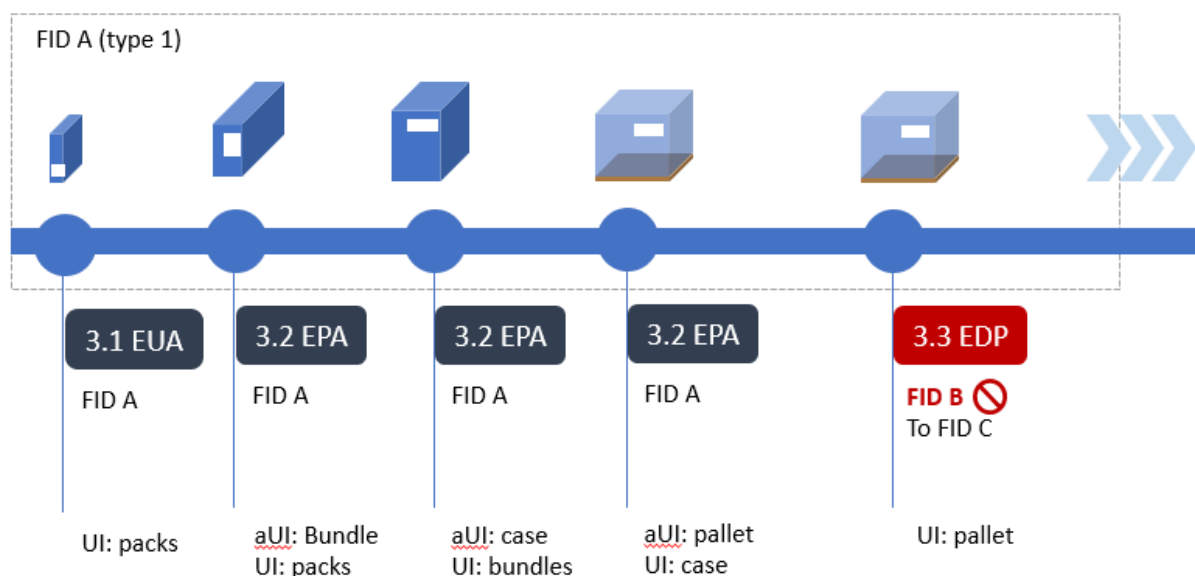 FID A (type 1)
3.1 EUA
3.2 EPA
3.2 EPA
3.2 EPA
3.3 EDP
FID A
FID A
FID A
FID A
FID B
To FID C
UI: packs
aUI: Bundle
UI: packs
aUI: case
UI: bundles
aUI: pallet
UI: case
UI: pallet